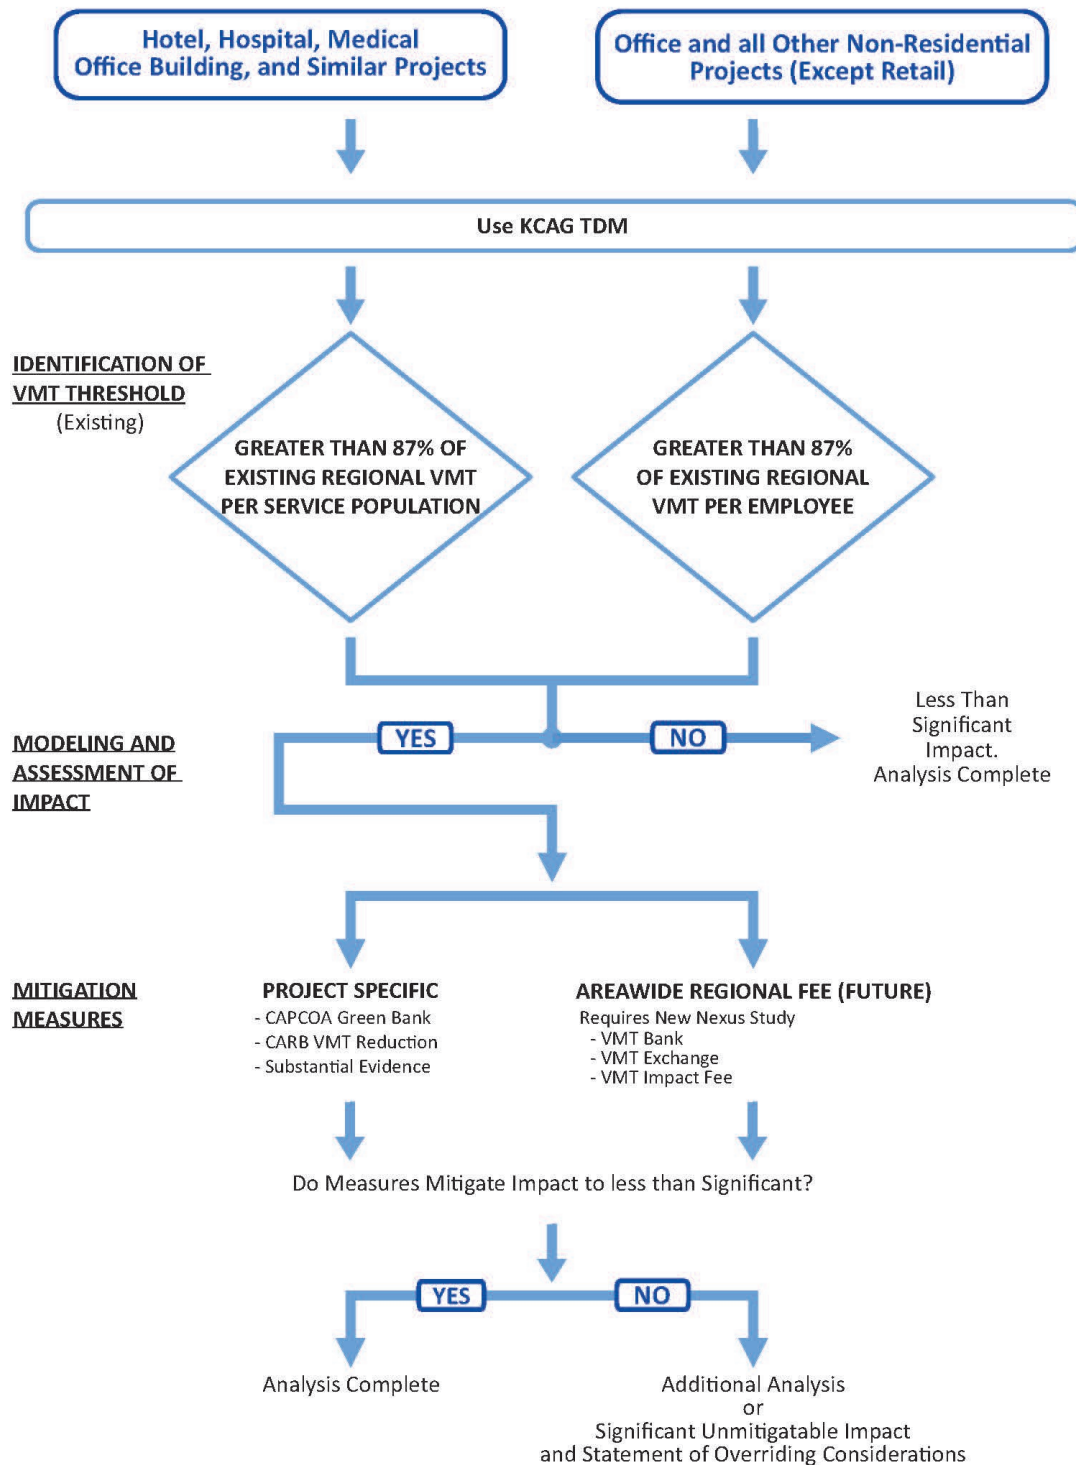 Hotel, Hospital, Medical
Office Building, and Similar Projects
Office and all Other Non-Residential
Projects (Except Retail)
Use KCAG TDM
IDENTIFICATION OF
VMT THRESHOLD
(Existing)
GREATER THAN 87% OF
EXISTING REGIONAL VMT
PER SERVICE POPULATION
GREATER THAN 87%
OF EXISTING REGIONAL
VMT PER EMPLOYEE
MODELING AND
ASSESSMENT OF
IMPACT
YES
NO
Less Than
Significant
Impact.
Analysis Complete
MITIGATION
MEASURES
PROJECT SPECIFIC
- CAPCOA Green Bank
- CARB VMT Reduction
- Substantial Evidence
AREAWIDE REGIONAL FEE (FUTURE)
Requires New Nexus Study
- VMT Bank
- VMT Exchange
- VMT Impact Fee
Do Measures Mitigate Impact to less than Significant?
YES
NO
Analysis Complete
Additional Analysis
or
Significant Unmitigatable Impact
and Statement of Overriding Considerations